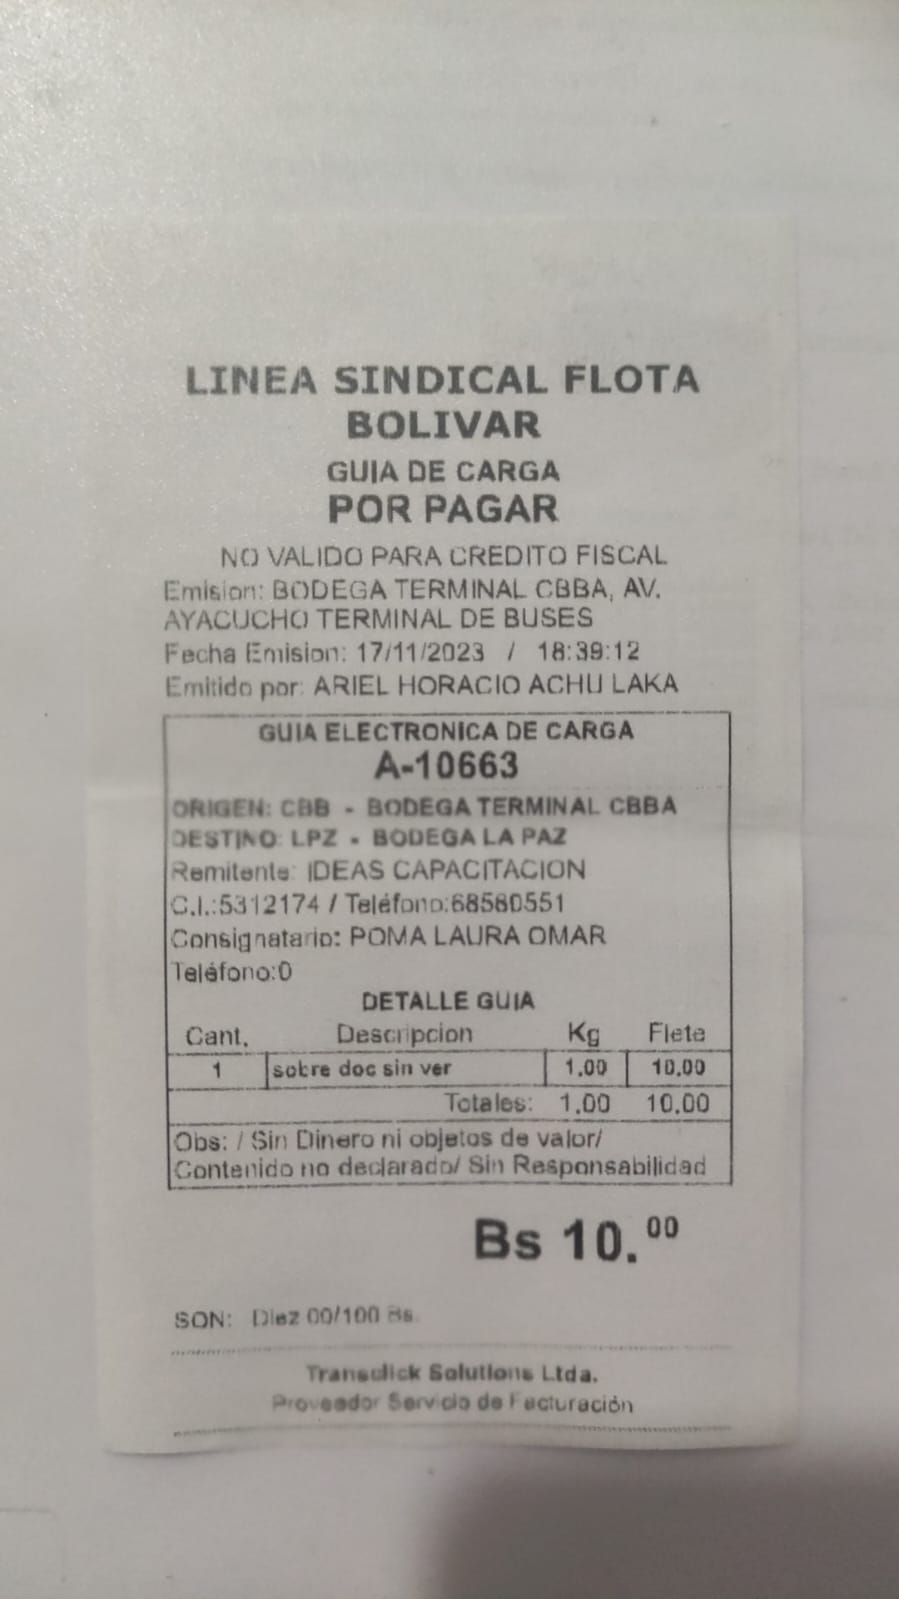 LINEA SINDICAL FLOTA
BOLIVAR
GUIA DE CARGA
POR PAGAR
NO VALIDO PARA CREDITO FISCAL
Emision: BODEGA TERMINAL CBBA, AV.
AYACUCHO TERMINAL DE BUSES
Fecha Emision: 17/11/2023 / 18:39:12
Emitido por: ARIEL HORACIO ACHU LAKA
GUIA ELECTRONICA DE CARGA
A-10663
ORIGEN: CBB - BODEGA TERMINAL CBBA
DESTINO: LPZ - BODEGA LA PAZ
Remitente: IDEAS CAPACITACION
C.I.:5312174 / Teléfono:68580551
Consignatario: POMA LAURA OMAR
Teléfono:0
DETALLE GUIA
Cant. Descripcion Kg Flete
1 sobre doc sin ver 1.00 10.00
Totales: 1.00 10.00
Obs: / Sin Dinero ni objetos de valor/
Contenido no declarado/ Sin Responsabilidad
Bs 10.00
SON: Diez 00/100 Bs.
Transclick Solutions Ltda.
Proveedor Servicio de Facturación